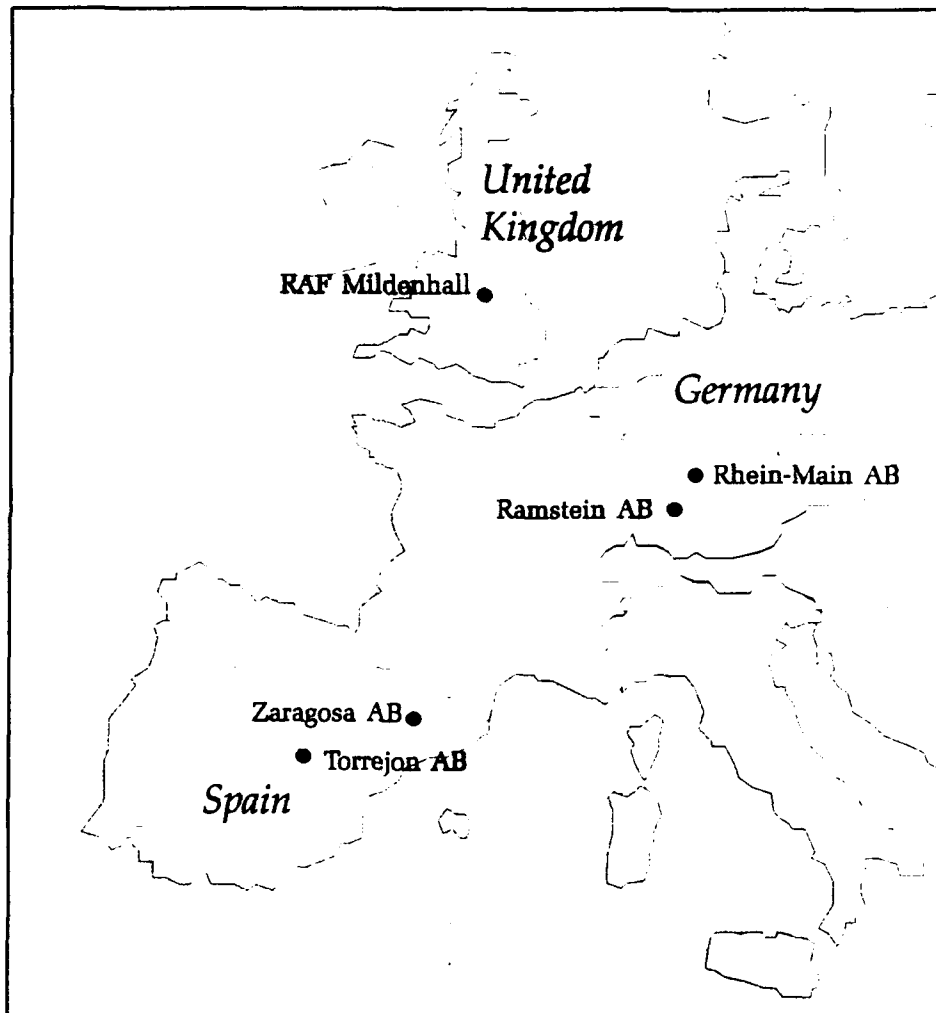 United
Kingdom
RAF Mildenhall
Germany
Rhein-Main AB
Ramstein AB
Zaragosa AB
Torrejon AB
Spain